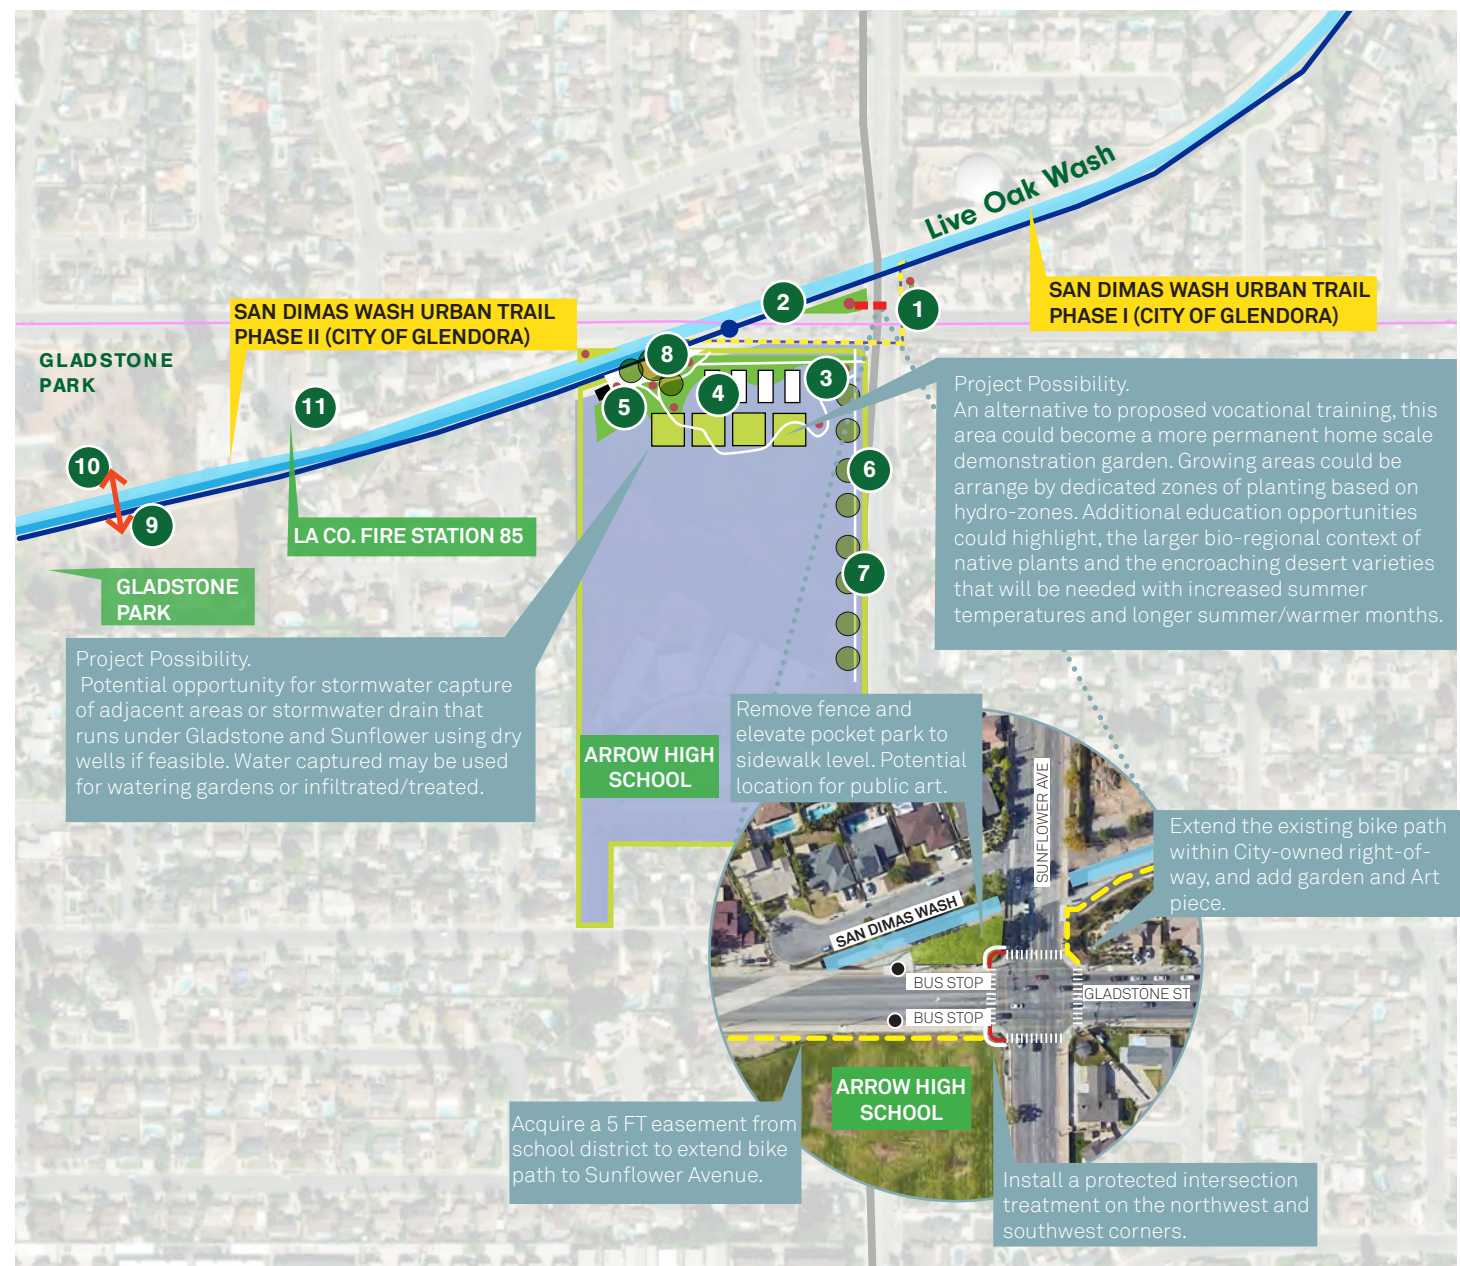 Live Oak Wash
SAN DIMAS WASH URBAN TRAIL
PHASE I (CITY OF GLENDORA)
SAN DIMAS WASH URBAN TRAIL
PHASE II (CITY OF GLENDORA)
GLADSTONE
PARK
1
2
3
4
5
6
7
8
9
10
11
LA CO. FIRE STATION 85
GLADSTONE
PARK
Project Possibility.
An alternative to proposed vocational training, this
area could become a more permanent home scale
demonstration garden. Growing areas could be
arrange by dedicated zones of planting based on
hydro-zones. Additional education opportunities
could highlight, the larger bio-regional context of
native plants and the encroaching desert varieties
that will be needed with increased summer
temperatures and longer summer/warmer months.
Project Possibility.
Potential opportunity for stormwater capture
of adjacent areas or stormwater drain that
runs under Gladstone and Sunflower using dry
wells if feasible. Water captured may be used
for watering gardens or infiltrated/treated.
ARROW HIGH
SCHOOL
Remove fence and
elevate pocket park to
sidewalk level. Potential
location for public art.
SUNFLOWER AVE
Extend the existing bike path
within City-owned right-of-
way, and add garden and Art
piece.
SAN DIMAS WASH
BUS STOP
GLADSTONE ST
BUS STOP
ARROW HIGH
SCHOOL
Acquire a 5 FT easement from
school district to extend bike
path to Sunflower Avenue.
Install a protected intersection
treatment on the northwest and
southwest corners.